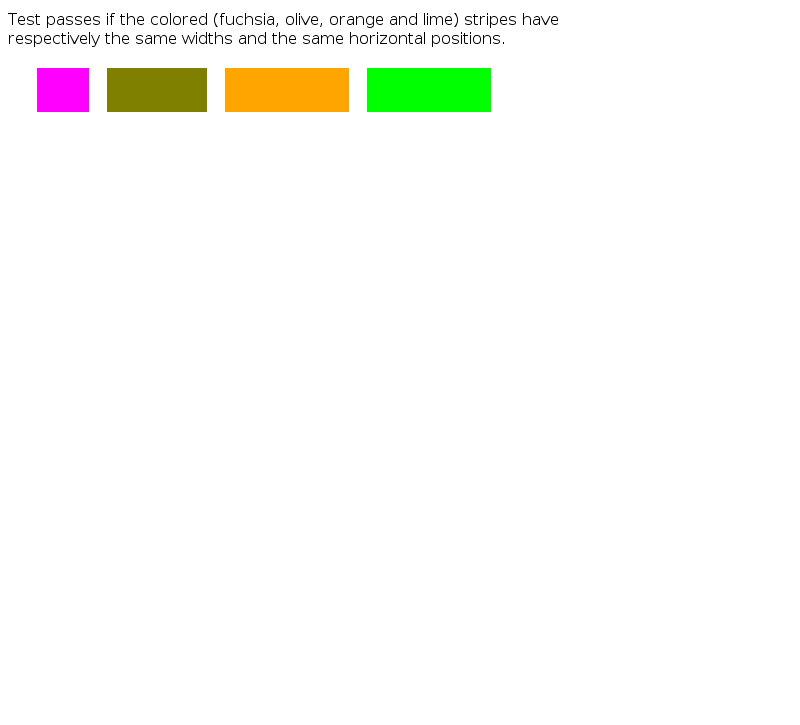 Test passes if the colored (fuchsia, olive, orange and lime) stripes have
respectively the same widths and the same horizontal positions.